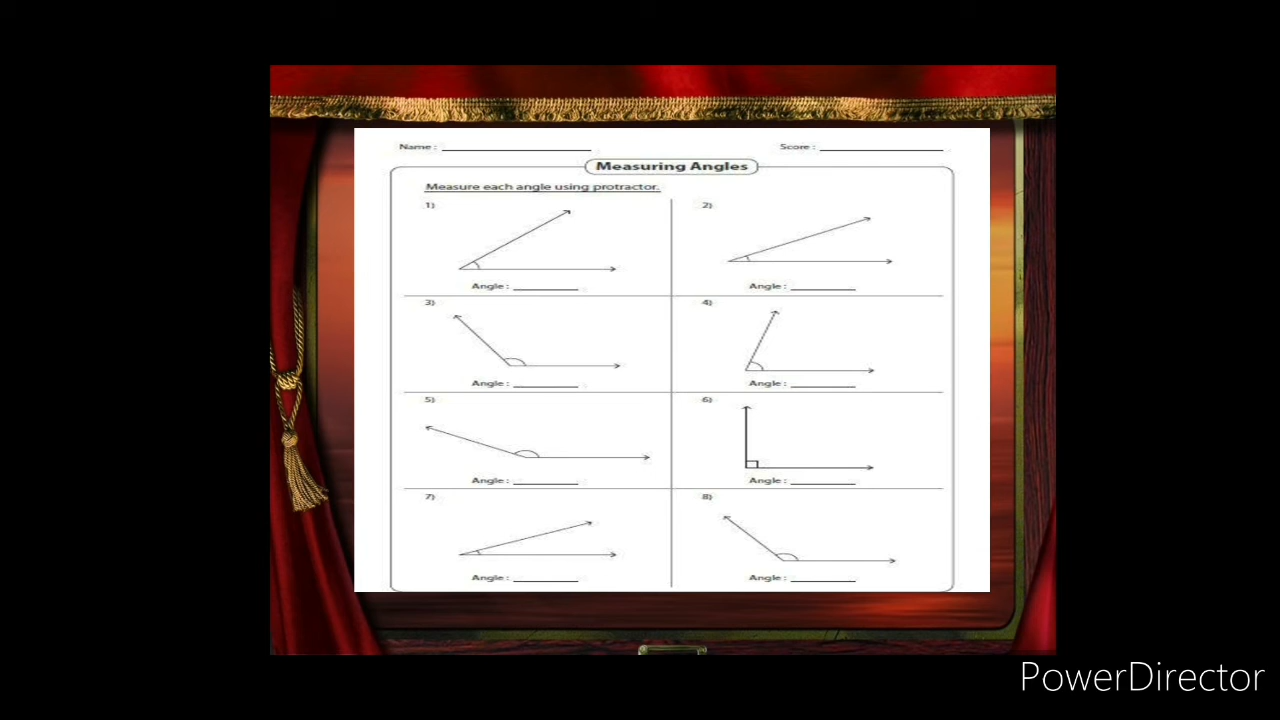 Name : Score :
Measuring Angles
Measure each angle using protractor.
1) 2)
Angle : Angle :
3) 4)
Angle : Angle :
5) 6)
Angle : Angle :
7) 8)
Angle : Angle :
PowerDirector